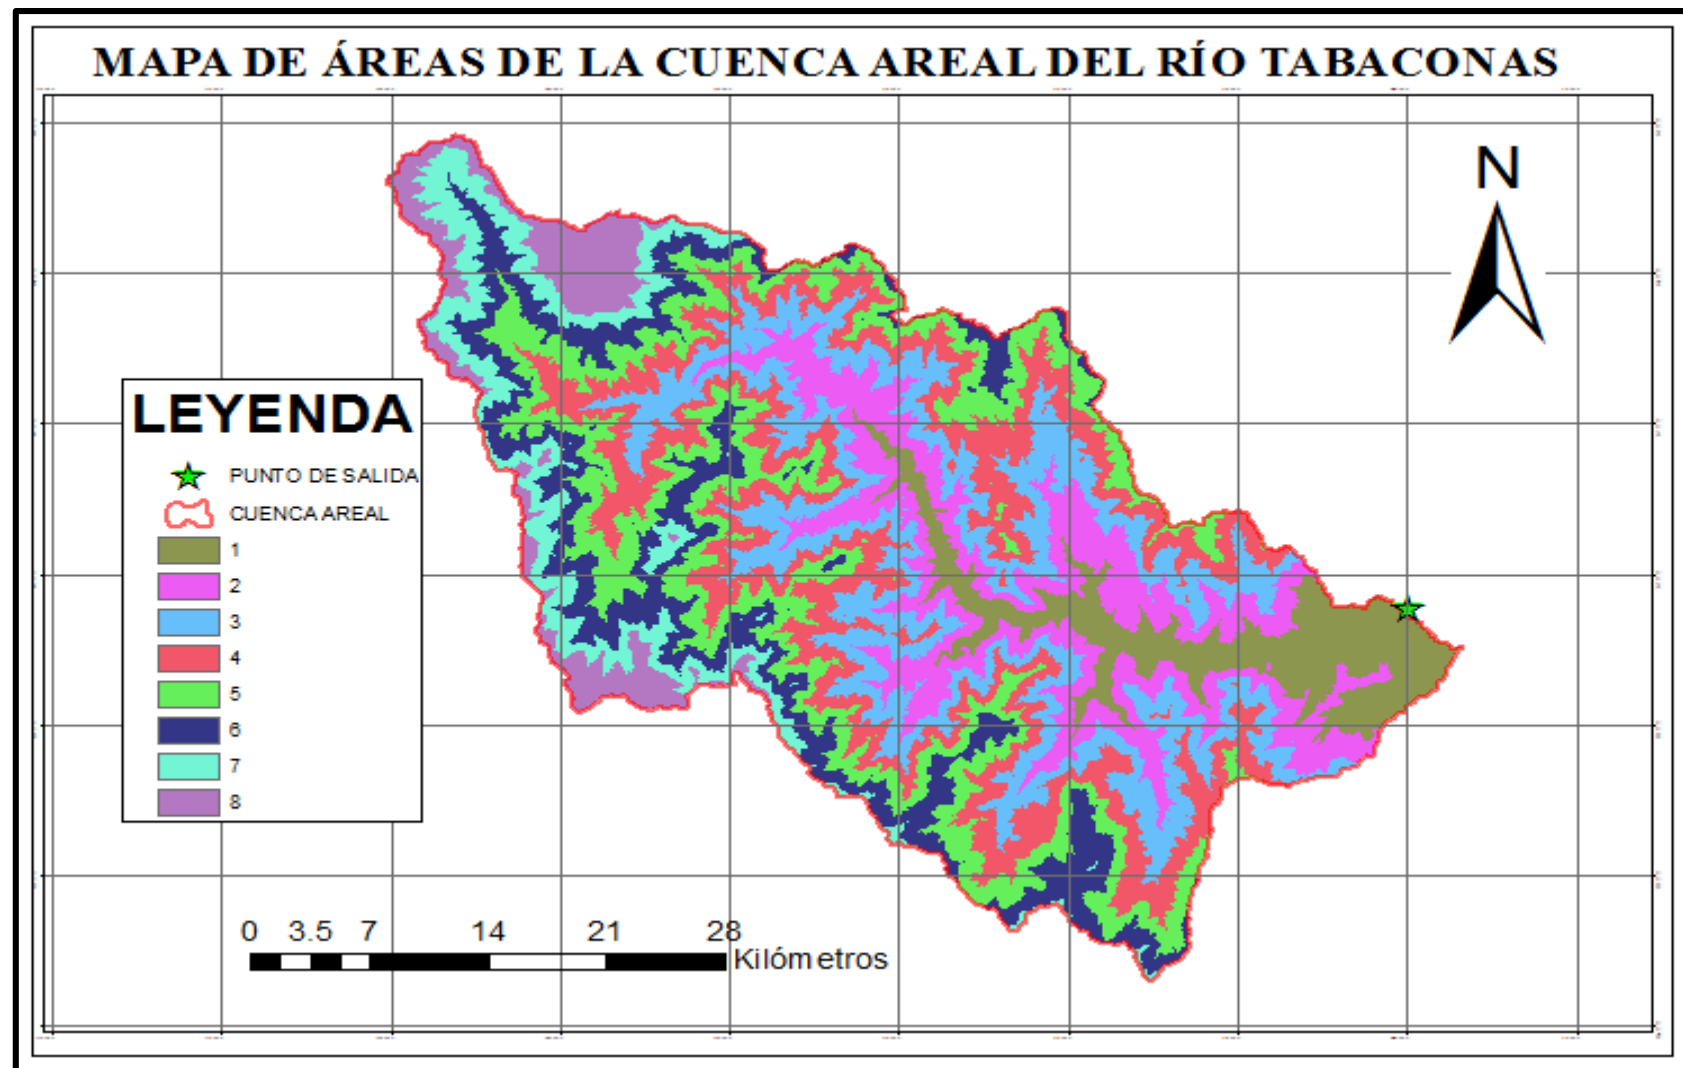 MAPA DE ÁREAS DE LA CUENCA AREAL DEL RÍO TABACONAS
N
LEYENDA
PUNTO DE SALIDA
CUENCA AREAL
1
2
3
4
5
6
7
8
0 3.5 7 14 21 28
Kilómetros